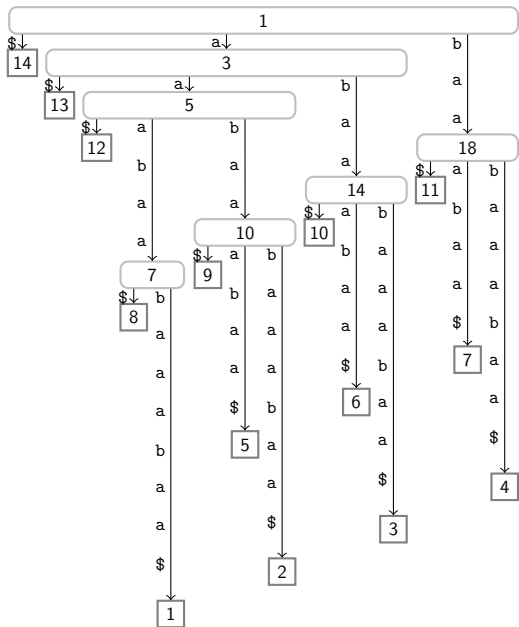 1
$ a b
14 3
$ a b a
13 5
$ a b a a
12 18
b a a $ a b
14 11
a a $ a b b a
10 10
a b a a a
$ a b
7 9
$ b b a a a a a
8
a a a a a $ b
7
a a a $ b a
6
a $ b a a
5
b a a $
4
a a $
3
a $
2
$
1